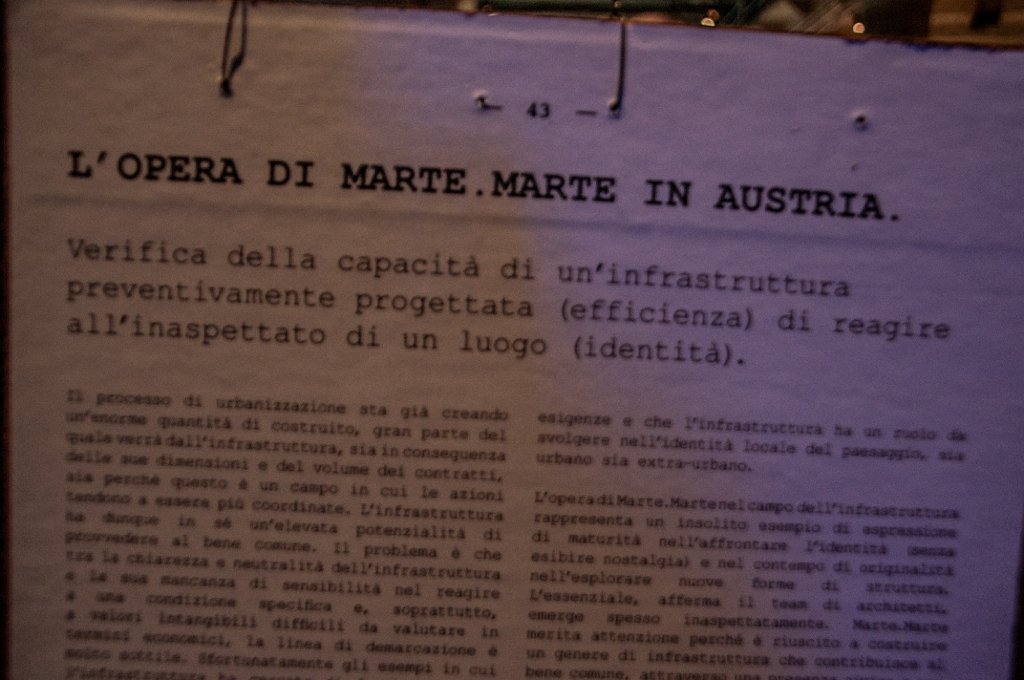 — 43 —
L'OPERA DI MARTE.MARTE IN AUSTRIA.
Verifica della capacità di un'infrastruttura
preventivamente progettata (efficienza) di reagire
all'inaspettato di un luogo (identità).
Il processo di urbanizzazione sta già creando
un'enorme quantità di costruito, gran parte del
quale verrà dall'infrastruttura, sia in conseguenza
delle sue dimensioni e del volume dei contratti,
sia perché questo è un campo in cui le azioni
tendono a essere più coordinate. L'infrastruttura
ha dunque in sé un'elevata potenzialità di
provvedere al bene comune. Il problema è che
tra la chiarezza e neutralità dell'infrastruttura
e la sua mancanza di sensibilità nel reagire
a una condizione specifica e, soprattutto,
a valori intangibili difficili da valutare in
termini economici, la linea di demarcazione è
molto sottile. Sfortunatamente gli esempi in cui
l'infrastruttura ha
esigenze e che l'infrastruttura ha un ruolo da
svolgere nell'identità locale del paesaggio, sia
urbano sia extra-urbano.
L'opera di Marte.Marte nel campo dell'infrastruttura
rappresenta un insolito esempio di espressione
di maturità nell'affrontare l'identità (senza
esibire nostalgia) e nel contempo di originalità
nell'esplorare nuove forme di struttura.
L'essenziale, afferma il team di architetti,
emerge spesso inaspettatamente. Marte.Marte
merita attenzione perché è riuscito a costruire
un genere di infrastruttura che contribuisce al
bene comune, attraverso una presenza